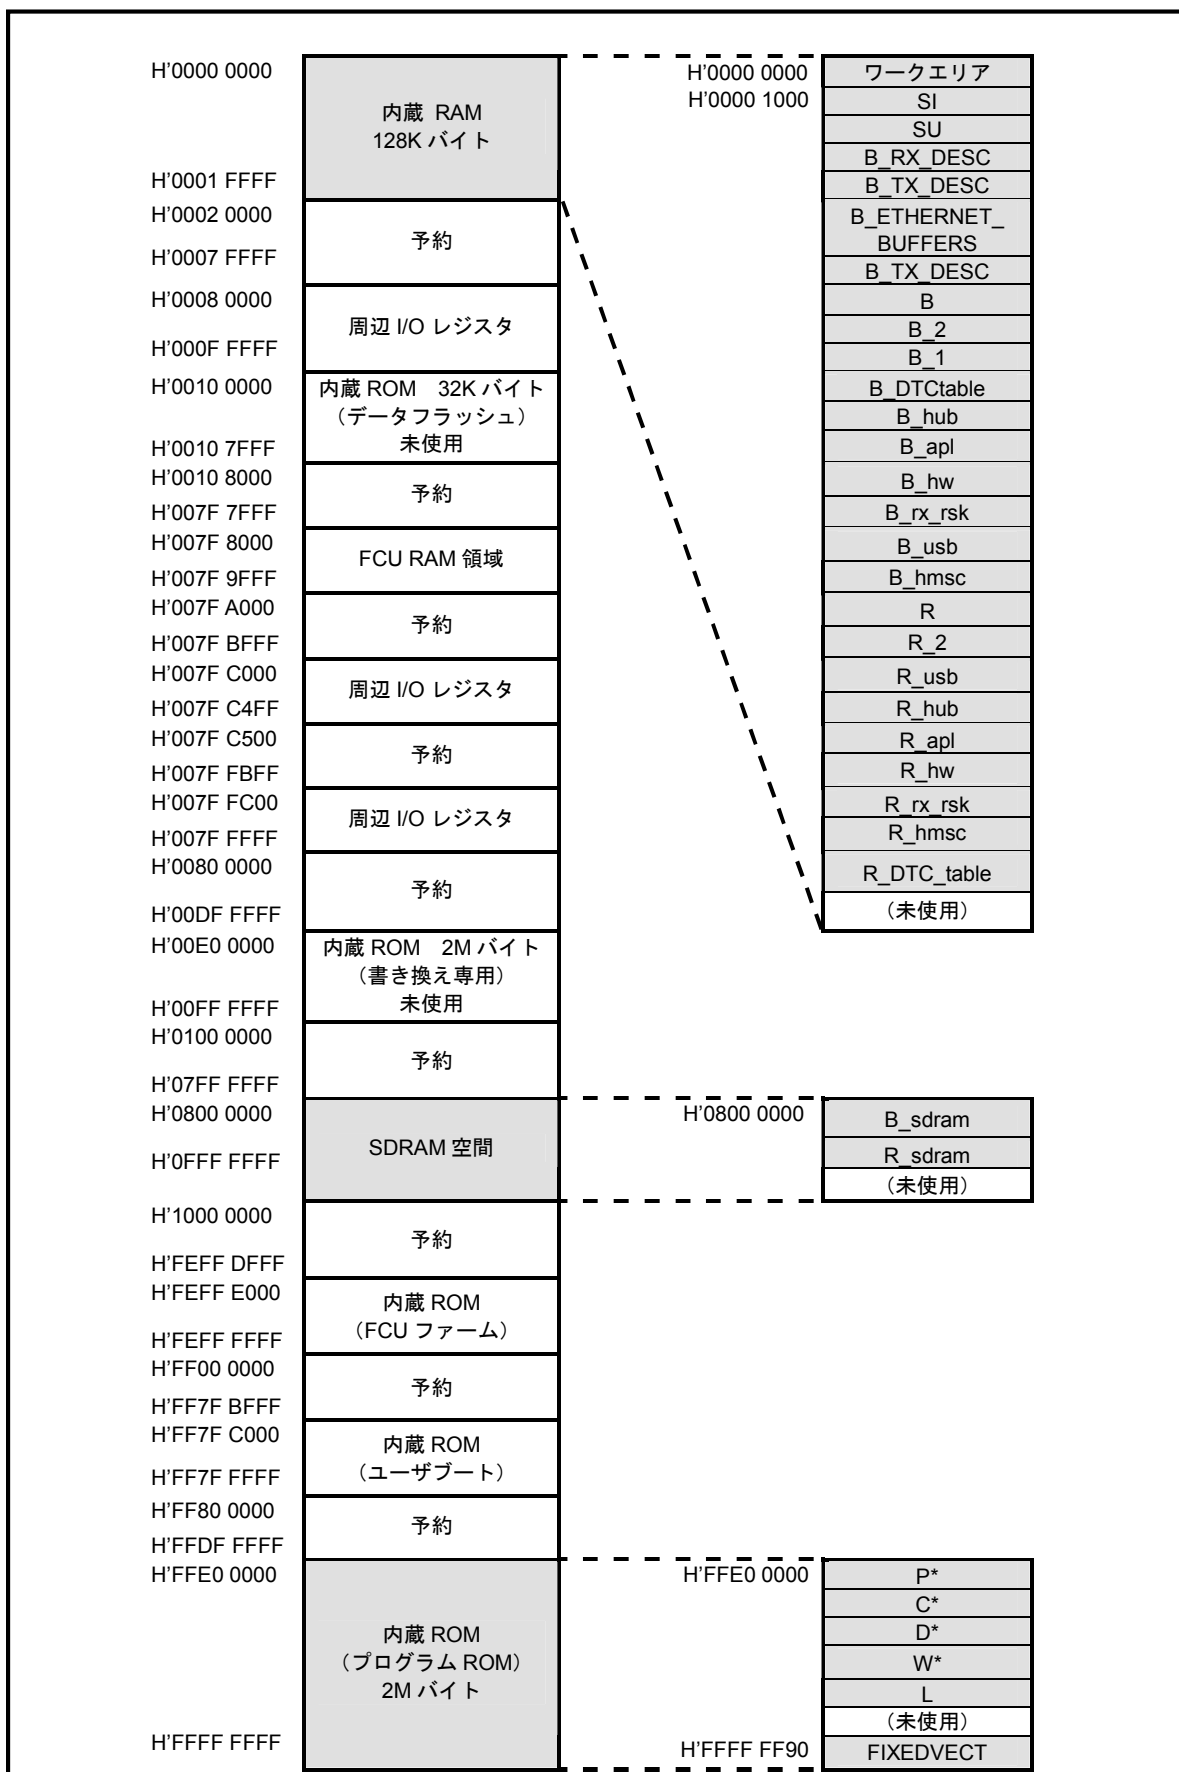 H'0000 0000
内蔵 RAM
128K バイト
H'0001 FFFF
H'0002 0000
予約
H'0007 FFFF
H'0008 0000
周辺 I/O レジスタ
H'000F FFFF
H'0010 0000
内蔵 ROM 32K バイト
（データフラッシュ）
未使用
H'0010 7FFF
H'0010 8000
予約
H'007F 7FFF
H'007F 8000
FCU RAM 領域
H'007F 9FFF
H'007F A000
予約
H'007F BFFF
H'007F C000
周辺 I/O レジスタ
H'007F C4FF
H'007F C500
予約
H'007F FBFF
H'007F FC00
周辺 I/O レジスタ
H'007F FFFF
H'0080 0000
予約
H'00DF FFFF
H'00E0 0000
内蔵 ROM 2M バイト
（書き換え専用）
未使用
H'00FF FFFF
H'0100 0000
予約
H'07FF FFFF
H'0800 0000
SDRAM 空間
H'0FFF FFFF
H'1000 0000
予約
H'FEFF DFFF
H'FEFF E000
内蔵 ROM
（FCU ファーム）
H'FEFF FFFF
H'FF00 0000
予約
H'FF7F BFFF
H'FF7F C000
内蔵 ROM
（ユーザブート）
H'FF7F FFFF
H'FF80 0000
予約
H'FFDF FFFF
H'FFE0 0000
内蔵 ROM
（プログラム ROM）
2M バイト
H'FFFF FFFF
H'0000 0000
ワークエリア
H'0000 1000
SI
SU
B_RX_DESC
B_TX_DESC
B_ETHERNET_
BUFFERS
B_TX_DESC
B
B_2
B_1
B_DTCtable
B_hub
B_apl
B_hw
B_rx_rsk
B_usb
B_hmsc
R
R_2
R_usb
R_hub
R_apl
R_hw
R_rx_rsk
R_hmsc
R_DTC_table
（未使用）
H'0800 0000
B_sdram
R_sdram
（未使用）
H'FFE0 0000
P*
C*
D*
W*
L
（未使用）
H'FFFF FF90
FIXEDVECT